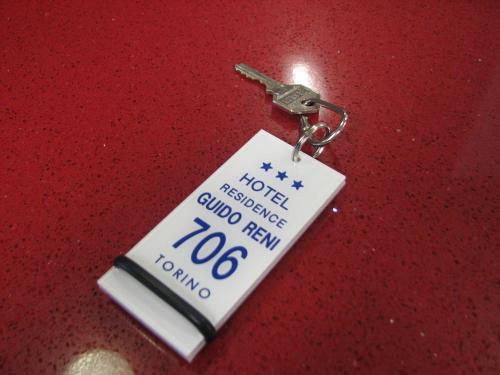 HOTEL
RESIDENCE
GUIDO RENI
706
TORINO